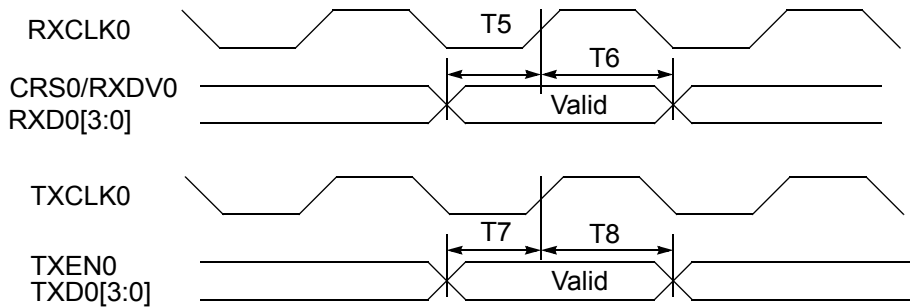 RXCLK0
T5
T6
CRS0/RXDV0
RXD0[3:0]
Valid
TXCLK0
T7
T8
TXEN0
TXD0[3:0]
Valid